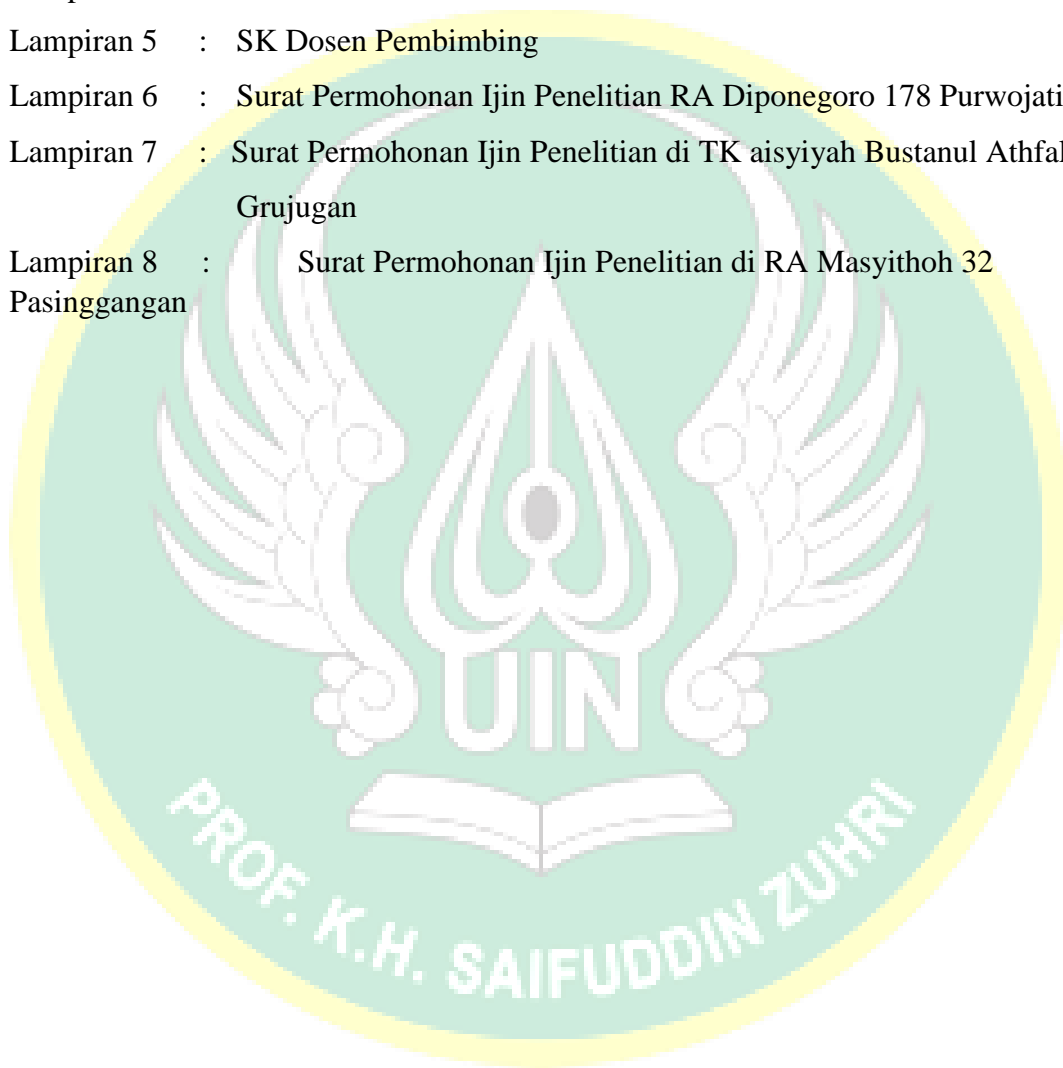 Lampiran 5 : SK Dosen Pembimbing
Lampiran 6 : Surat Permohonan Ijin Penelitian RA Diponegoro 178 Purwojati
Lampiran 7 : Surat Permohonan Ijin Penelitian di TK aisyiyah Bustanul Athfal
Grujugan
Lampiran 8 : Surat Permohonan Ijin Penelitian di RA Masyithoh 32
Pasinggangan
UIN
PROF. K.H. SAIFUDDIN ZUHRI